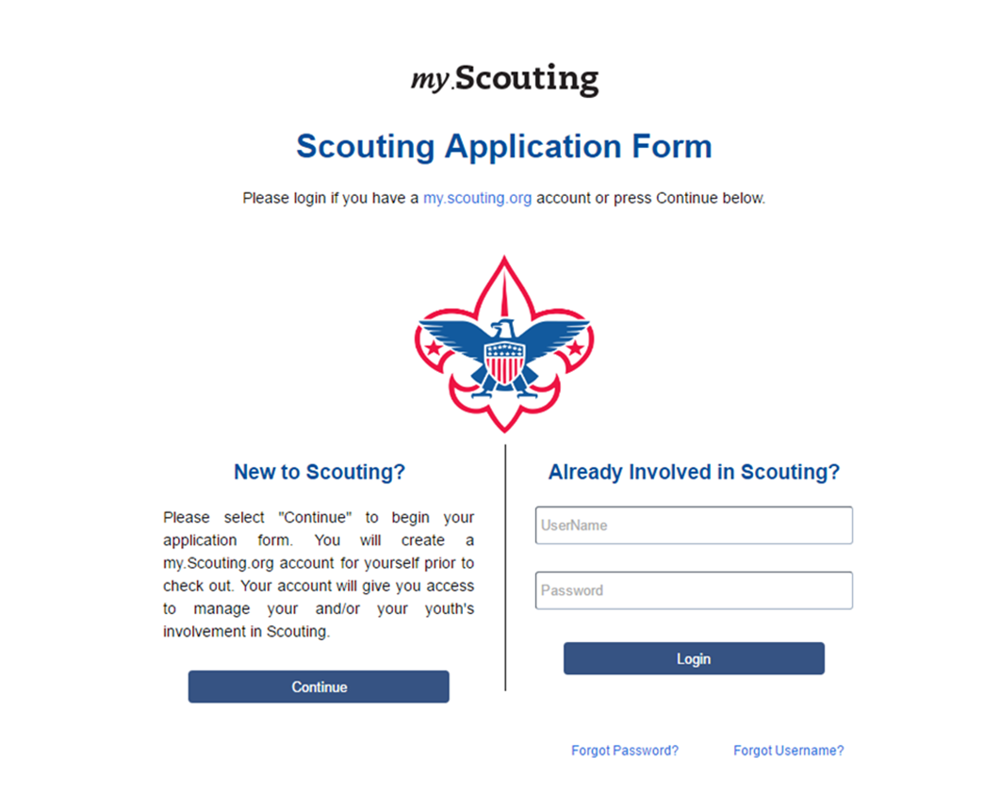 my.Scouting
Scouting Application Form
Please login if you have a my.scouting.org account or press Continue below.
New to Scouting?
Please select "Continue" to begin your
application form. You will create a
my.Scouting.org account for yourself prior to
check out. Your account will give you access
to manage your and/or your youth's
involvement in Scouting.
Continue
Already Involved in Scouting?
UserName
Password
Login
Forgot Password? Forgot Username?